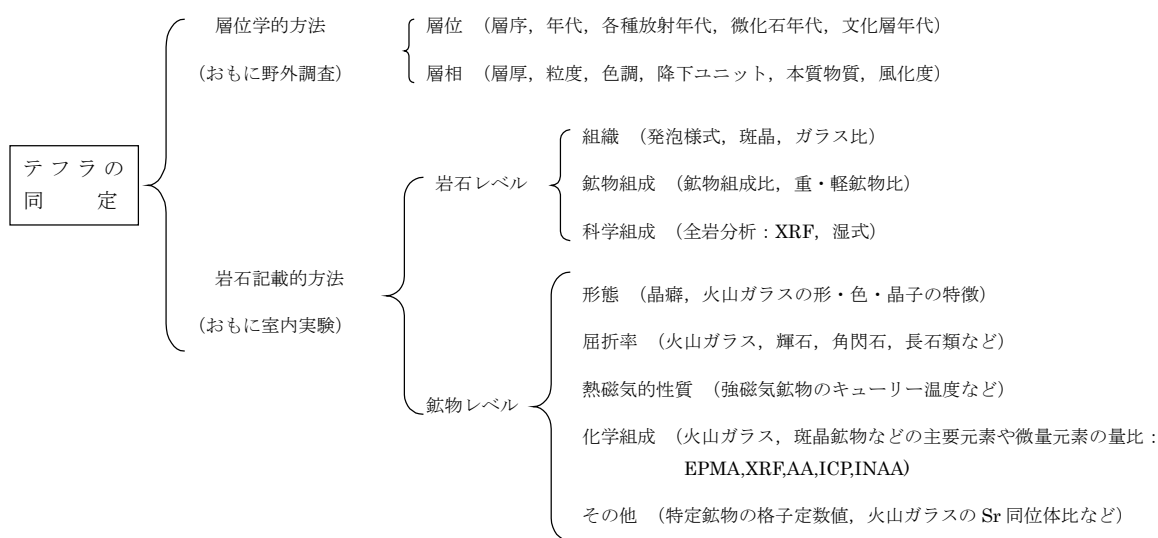 テフラの
同　　定
層位学的方法
（おもに野外調査）
層位　（層序，年代，各種放射年代，微化石年代，文化層年代）
層相　（層厚，粒度，色調，降下ユニット，本質物質，風化度）
岩石記載的方法
（おもに室内実験）
岩石レベル
組織　（発泡様式，斑晶，ガラス比）
鉱物組成　（鉱物組成比，重・軽鉱物比）
科学組成　（全岩分析：XRF，湿式）
鉱物レベル
形態　（晶癖，火山ガラスの形・色・晶子の特徴）
屈折率　（火山ガラス，輝石，角閃石，長石類など）
熱磁気的性質　（強磁気鉱物のキューリー温度など）
化学組成　（火山ガラス，斑晶鉱物などの主要元素や微量元素の量比：
EPMA,XRF,AA,ICP,INAA)
その他　（特定鉱物の格子定数値，火山ガラスの Sr 同位体比など）